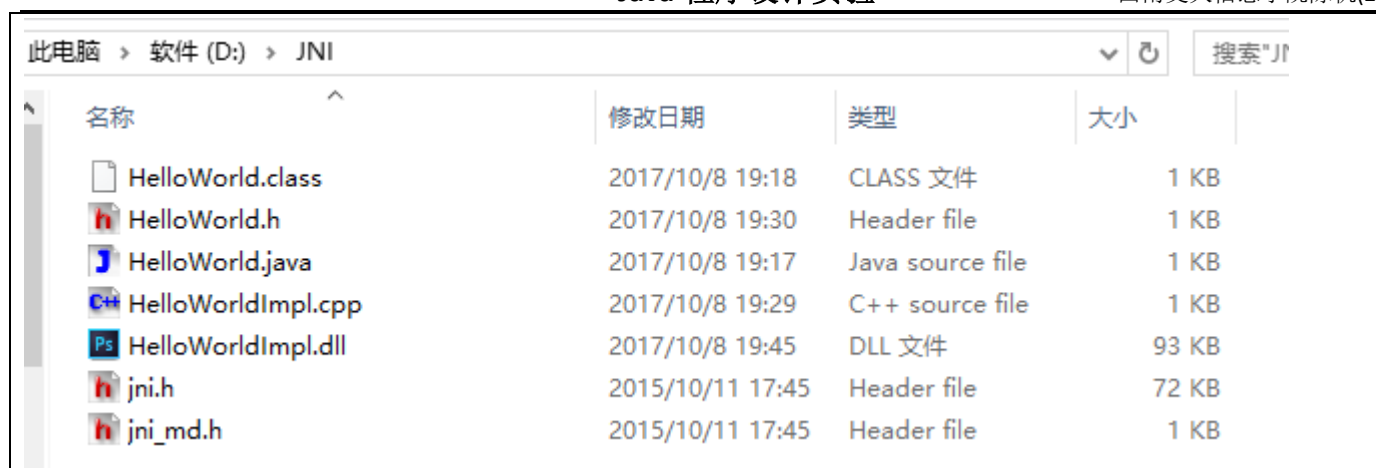 此电脑 › 软件 (D:) › JNI 搜索"JN
名称 修改日期 类型 大小
HelloWorld.class 2017/10/8 19:18 CLASS 文件 1 KB
HelloWorld.h 2017/10/8 19:30 Header file 1 KB
HelloWorld.java 2017/10/8 19:17 Java source file 1 KB
HelloWorldImpl.cpp 2017/10/8 19:29 C++ source file 1 KB
HelloWorldImpl.dll 2017/10/8 19:45 DLL 文件 93 KB
jni.h 2015/10/11 17:45 Header file 72 KB
jni_md.h 2015/10/11 17:45 Header file 1 KB